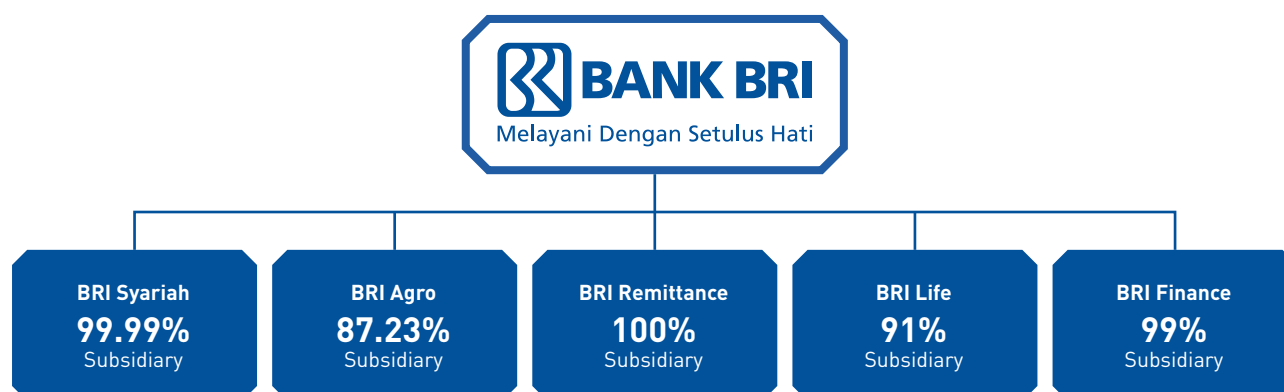 BANK BRI
Melayani Dengan Setulus Hati
BRI Syariah
99.99%
Subsidiary
BRI Agro
87.23%
Subsidiary
BRI Remittance
100%
Subsidiary
BRI Life
91%
Subsidiary
BRI Finance
99%
Subsidiary